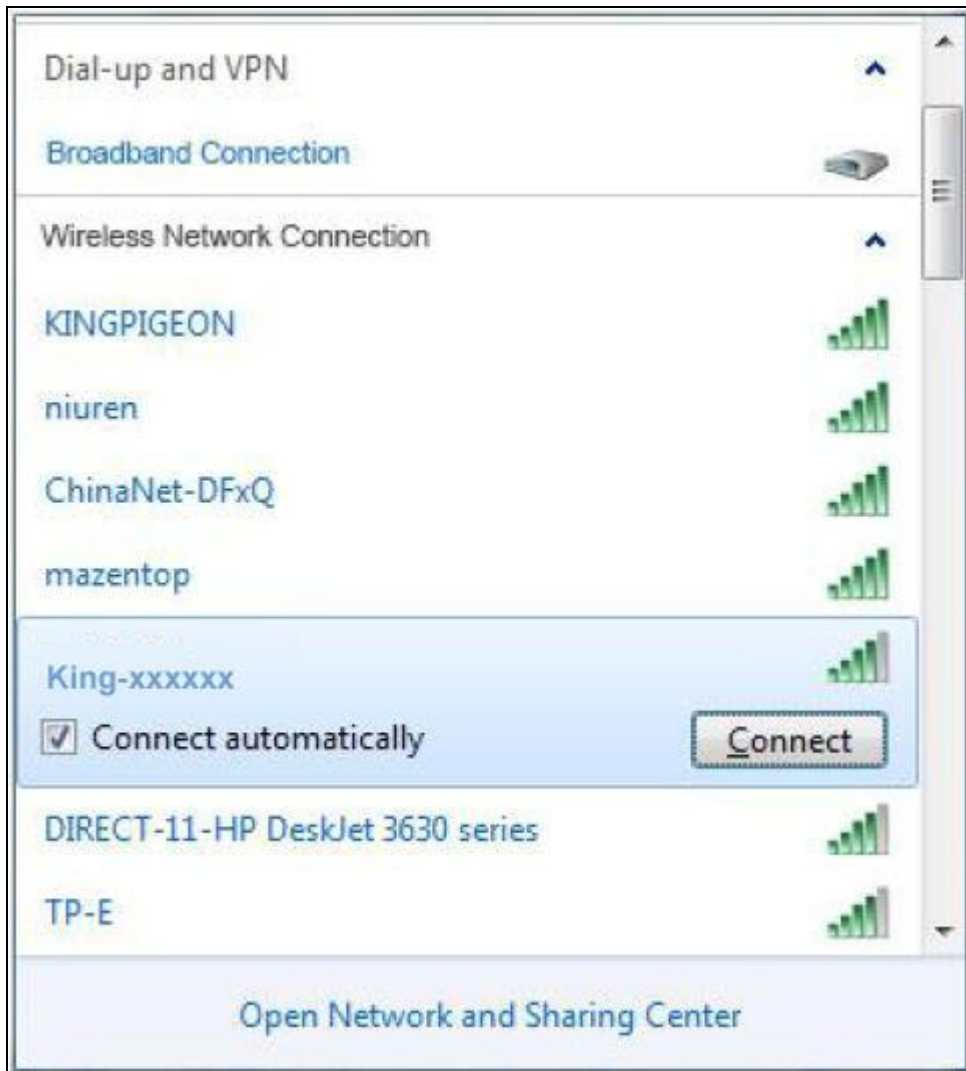 Dial-up and VPN
Broadband Connection
Wireless Network Connection
KINGPIGEON
niuren
ChinaNet-DFxQ
mazentop
King-xxxxxx
Connect automatically
Connect
DIRECT-11-HP DeskJet 3630 series
TP-E
Open Network and Sharing Center